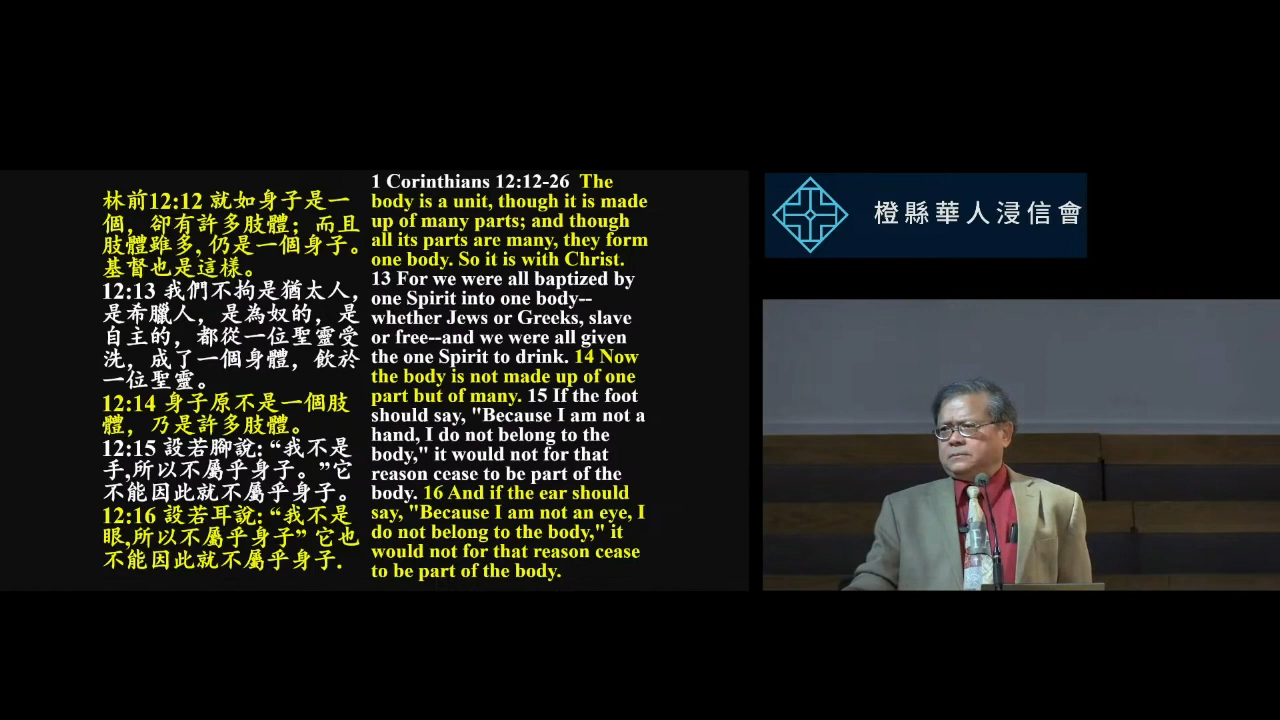 林前12:12 就如身子是一
個，卻有許多肢體；而且
肢體雖多,仍是一個身子。
基督也是這樣。
12:13 我們不拘是猶太人,
是希臘人，是為奴的，是
自主的，都從一位聖靈受
洗，成了一個身體，飲於
一位聖靈。
12:14 身子原不是一個肢
體，乃是許多肢體。
12:15 設若腳說: “我不是
手,所以不屬乎身子。”它
不能因此就不屬乎身子。
12:16 設若耳說: “我不是
眼,所以不屬乎身子” 它也
不能因此就不屬乎身子.
1 Corinthians 12:12-26 The
body is a unit, though it is made
up of many parts; and though
all its parts are many, they form
one body. So it is with Christ.
13 For we were all baptized by
one Spirit into one body--
whether Jews or Greeks, slave
or free--and we were all given
the one Spirit to drink. 14 Now
the body is not made up of one
part but of many. 15 If the foot
should say, "Because I am not a
hand, I do not belong to the
body," it would not for that
reason cease to be part of the
body. 16 And if the ear should
say, "Because I am not an eye, I
do not belong to the body," it
would not for that reason cease
to be part of the body.
橙縣華人浸信會